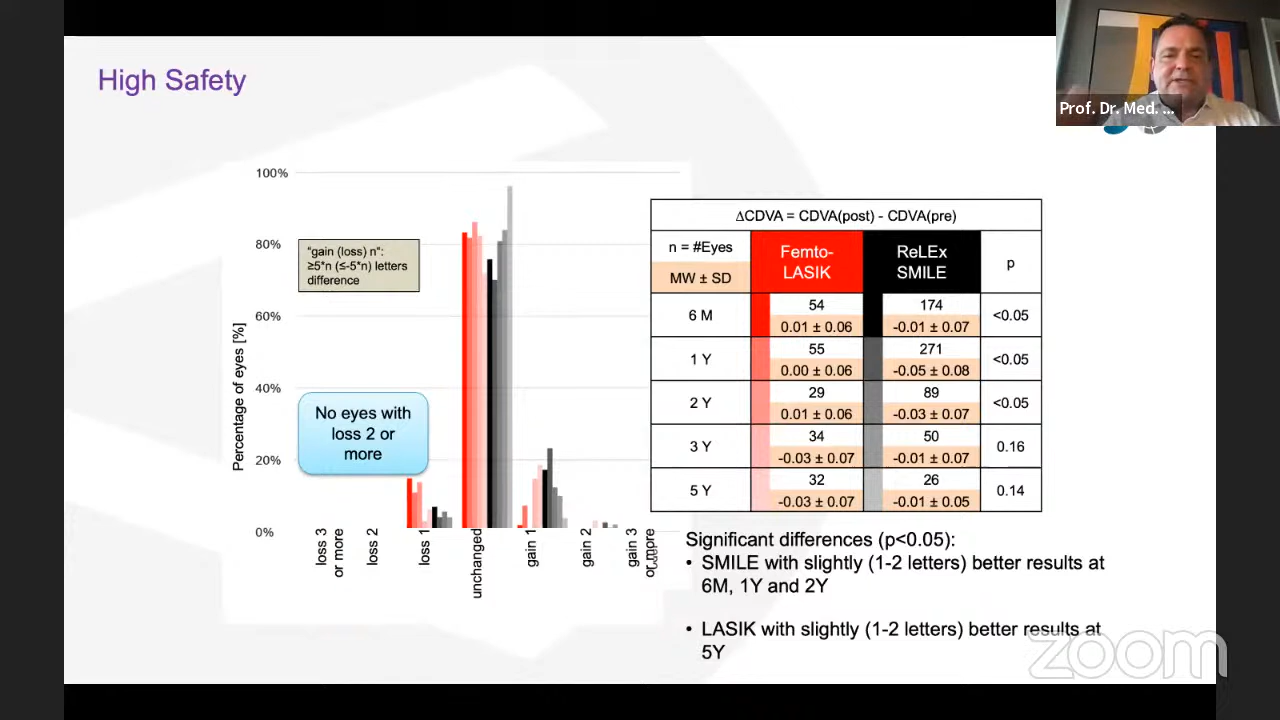 High Safety
Prof. Dr. Med. ...
100%
80%
60%
40%
20%
0%
Percentage of eyes [%]
"gain (loss) n":
≥5*n (≤-5*n) letters
difference
No eyes with
loss 2 or
more
loss 3
or more
loss 2
loss 1
unchanged
gain 1
gain 2
gain 3
or more
∆CDVA = CDVA(post) - CDVA(pre)
n = #Eyes
MW ± SD
Femto-
LASIK
ReLEx
SMILE
p
6 M
54
0.01 ± 0.06
174
-0.01 ± 0.07
<0.05
1 Y
55
0.00 ± 0.06
271
-0.05 ± 0.08
<0.05
2 Y
29
0.01 ± 0.06
89
-0.03 ± 0.07
<0.05
3 Y
34
-0.03 ± 0.07
50
-0.01 ± 0.07
0.16
5 Y
32
-0.03 ± 0.07
26
-0.01 ± 0.05
0.14
Significant differences (p<0.05):
• SMILE with slightly (1-2 letters) better results at
6M, 1Y and 2Y
• LASIK with slightly (1-2 letters) better results at
5Y
zoom